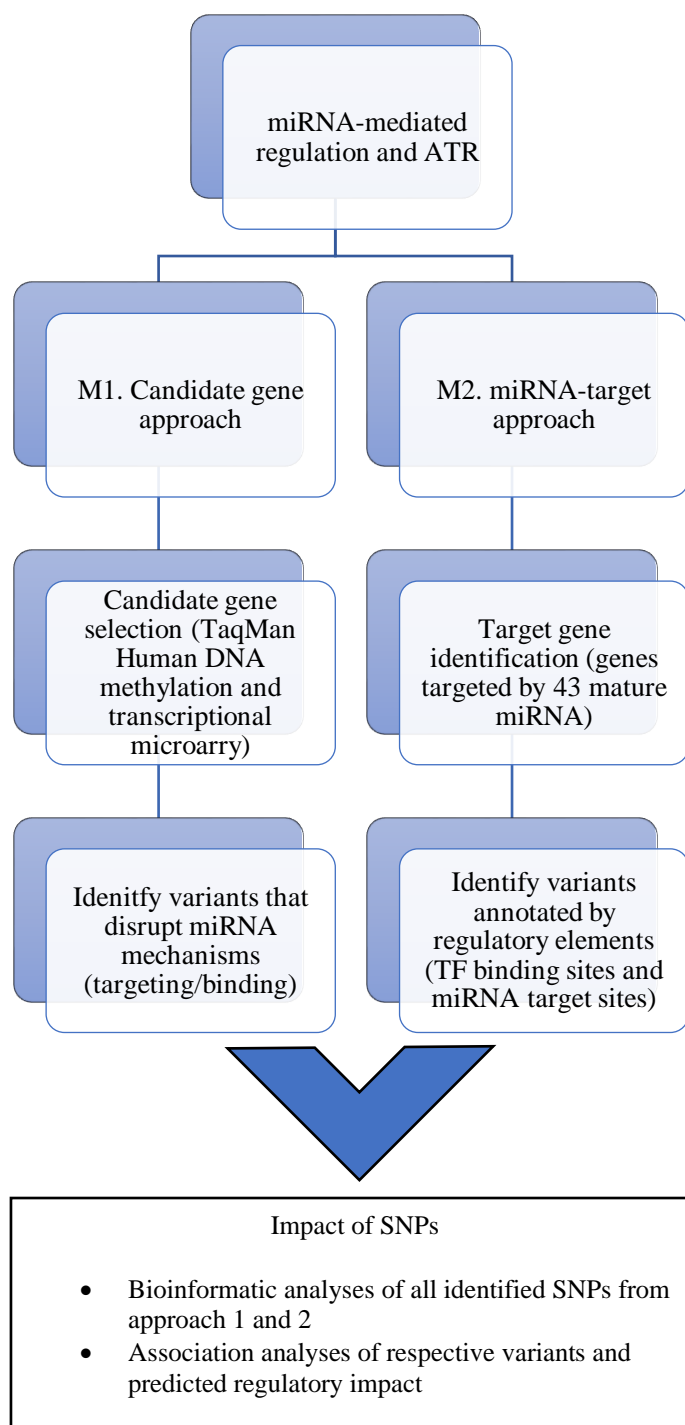 miRNA-mediated
regulation and ATR
M1. Candidate gene
approach
M2. miRNA-target
approach
Candidate gene
selection (TaqMan
Human DNA
methylation and
transcriptional
microarry)
Target gene
identification (genes
targeted by 43 mature
miRNA)
Idenitfy variants that
disrupt miRNA
mechanisms
(targeting/binding)
Identify variants
annotated by
regulatory elements
(TF binding sites and
miRNA target sites)
Impact of SNPs
• Bioinformatic analyses of all identified SNPs from
approach 1 and 2
• Association analyses of respective variants and
predicted regulatory impact